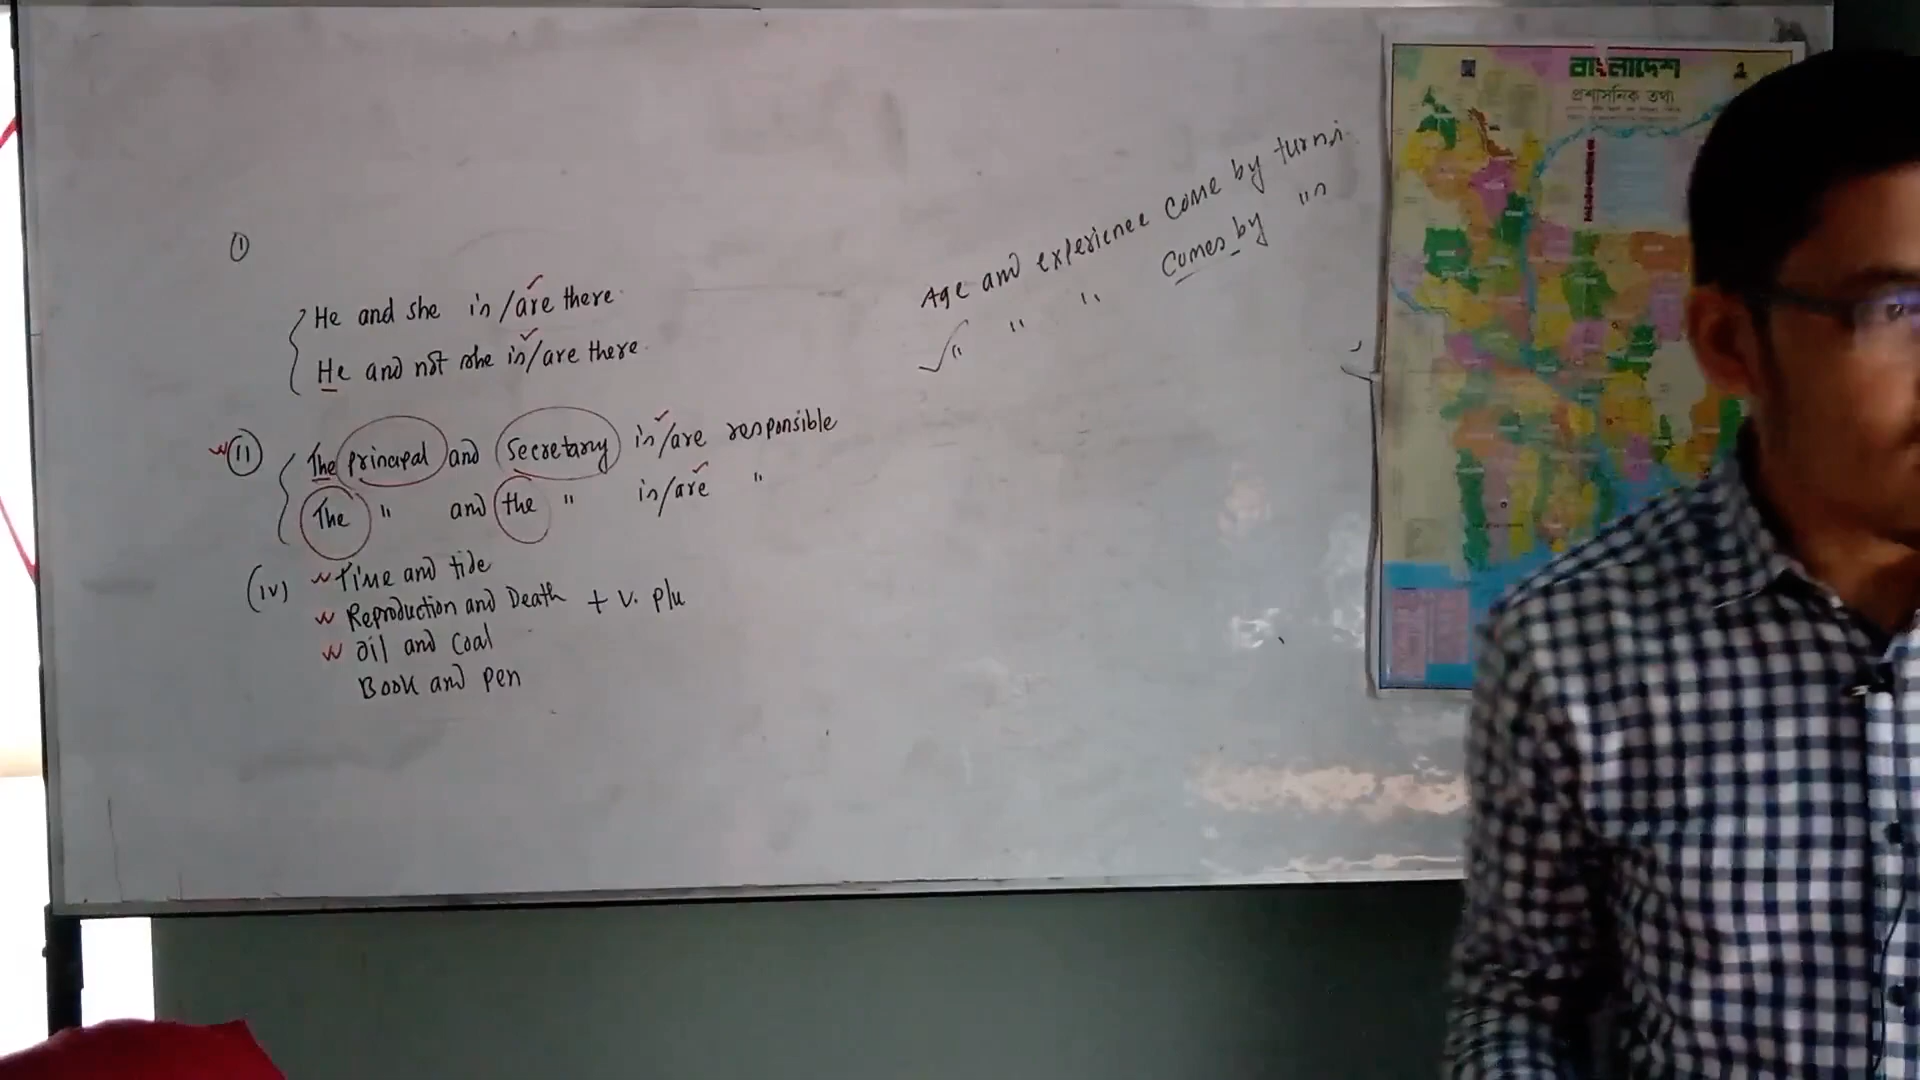 (i)
He and she is/are there
He and not she is/are there
(ii) The principal and Secretary is/are responsible
The " and the " is/are "
(iv) Time and tide
Reproduction and Death + V. plu
Oil and Coal
Book and pen
Age and experience come by turns.
" " " comes by "
বাংলাদেশ
প্রশাসনিক তথ্য